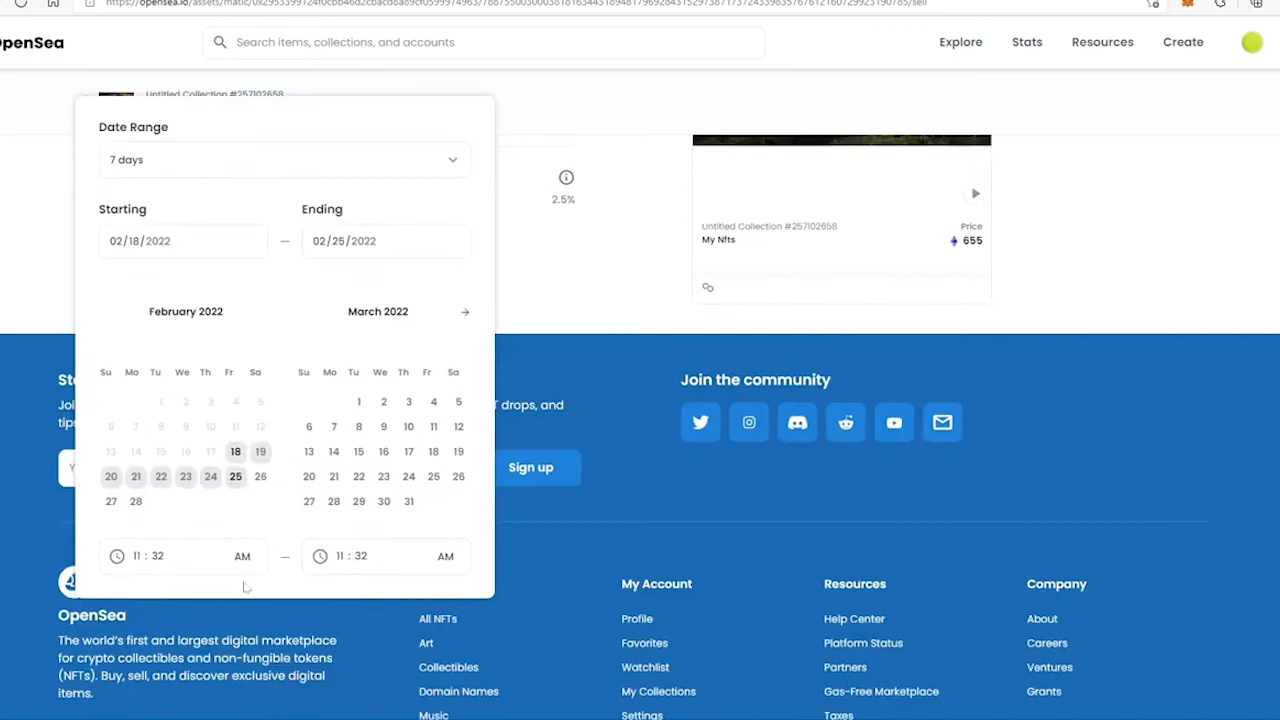 OpenSea
Search items, collections, and accounts
Explore
Stats
Resources
Create
Untitled Collection #257102658
Date Range
7 days
Starting
Ending
02/18/2022
—
02/25/2022
February 2022
March 2022
Su Mo Tu We Th Fr Sa
1 2 3 4 5
6 7 8 9 10 11 12
13 14 15 16 17 18 19
20 21 22 23 24 25 26
27 28
Su Mo Tu We Th Fr Sa
1 2 3 4 5
6 7 8 9 10 11 12
13 14 15 16 17 18 19
20 21 22 23 24 25 26
27 28 29 30 31
11 : 32 AM
—
11 : 32 AM
2.5%
Untitled Collection #257102658
My Nfts
Price
655
drops, and
Sign up
Join the community
OpenSea
The world's first and largest digital marketplace
for crypto collectibles and non-fungible tokens
(NFTs). Buy, sell, and discover exclusive digital
items.
All NFTs
Art
Collectibles
Domain Names
Music
My Account
Profile
Favorites
Watchlist
My Collections
Settings
Resources
Help Center
Platform Status
Partners
Gas-Free Marketplace
Taxes
Company
About
Careers
Ventures
Grants